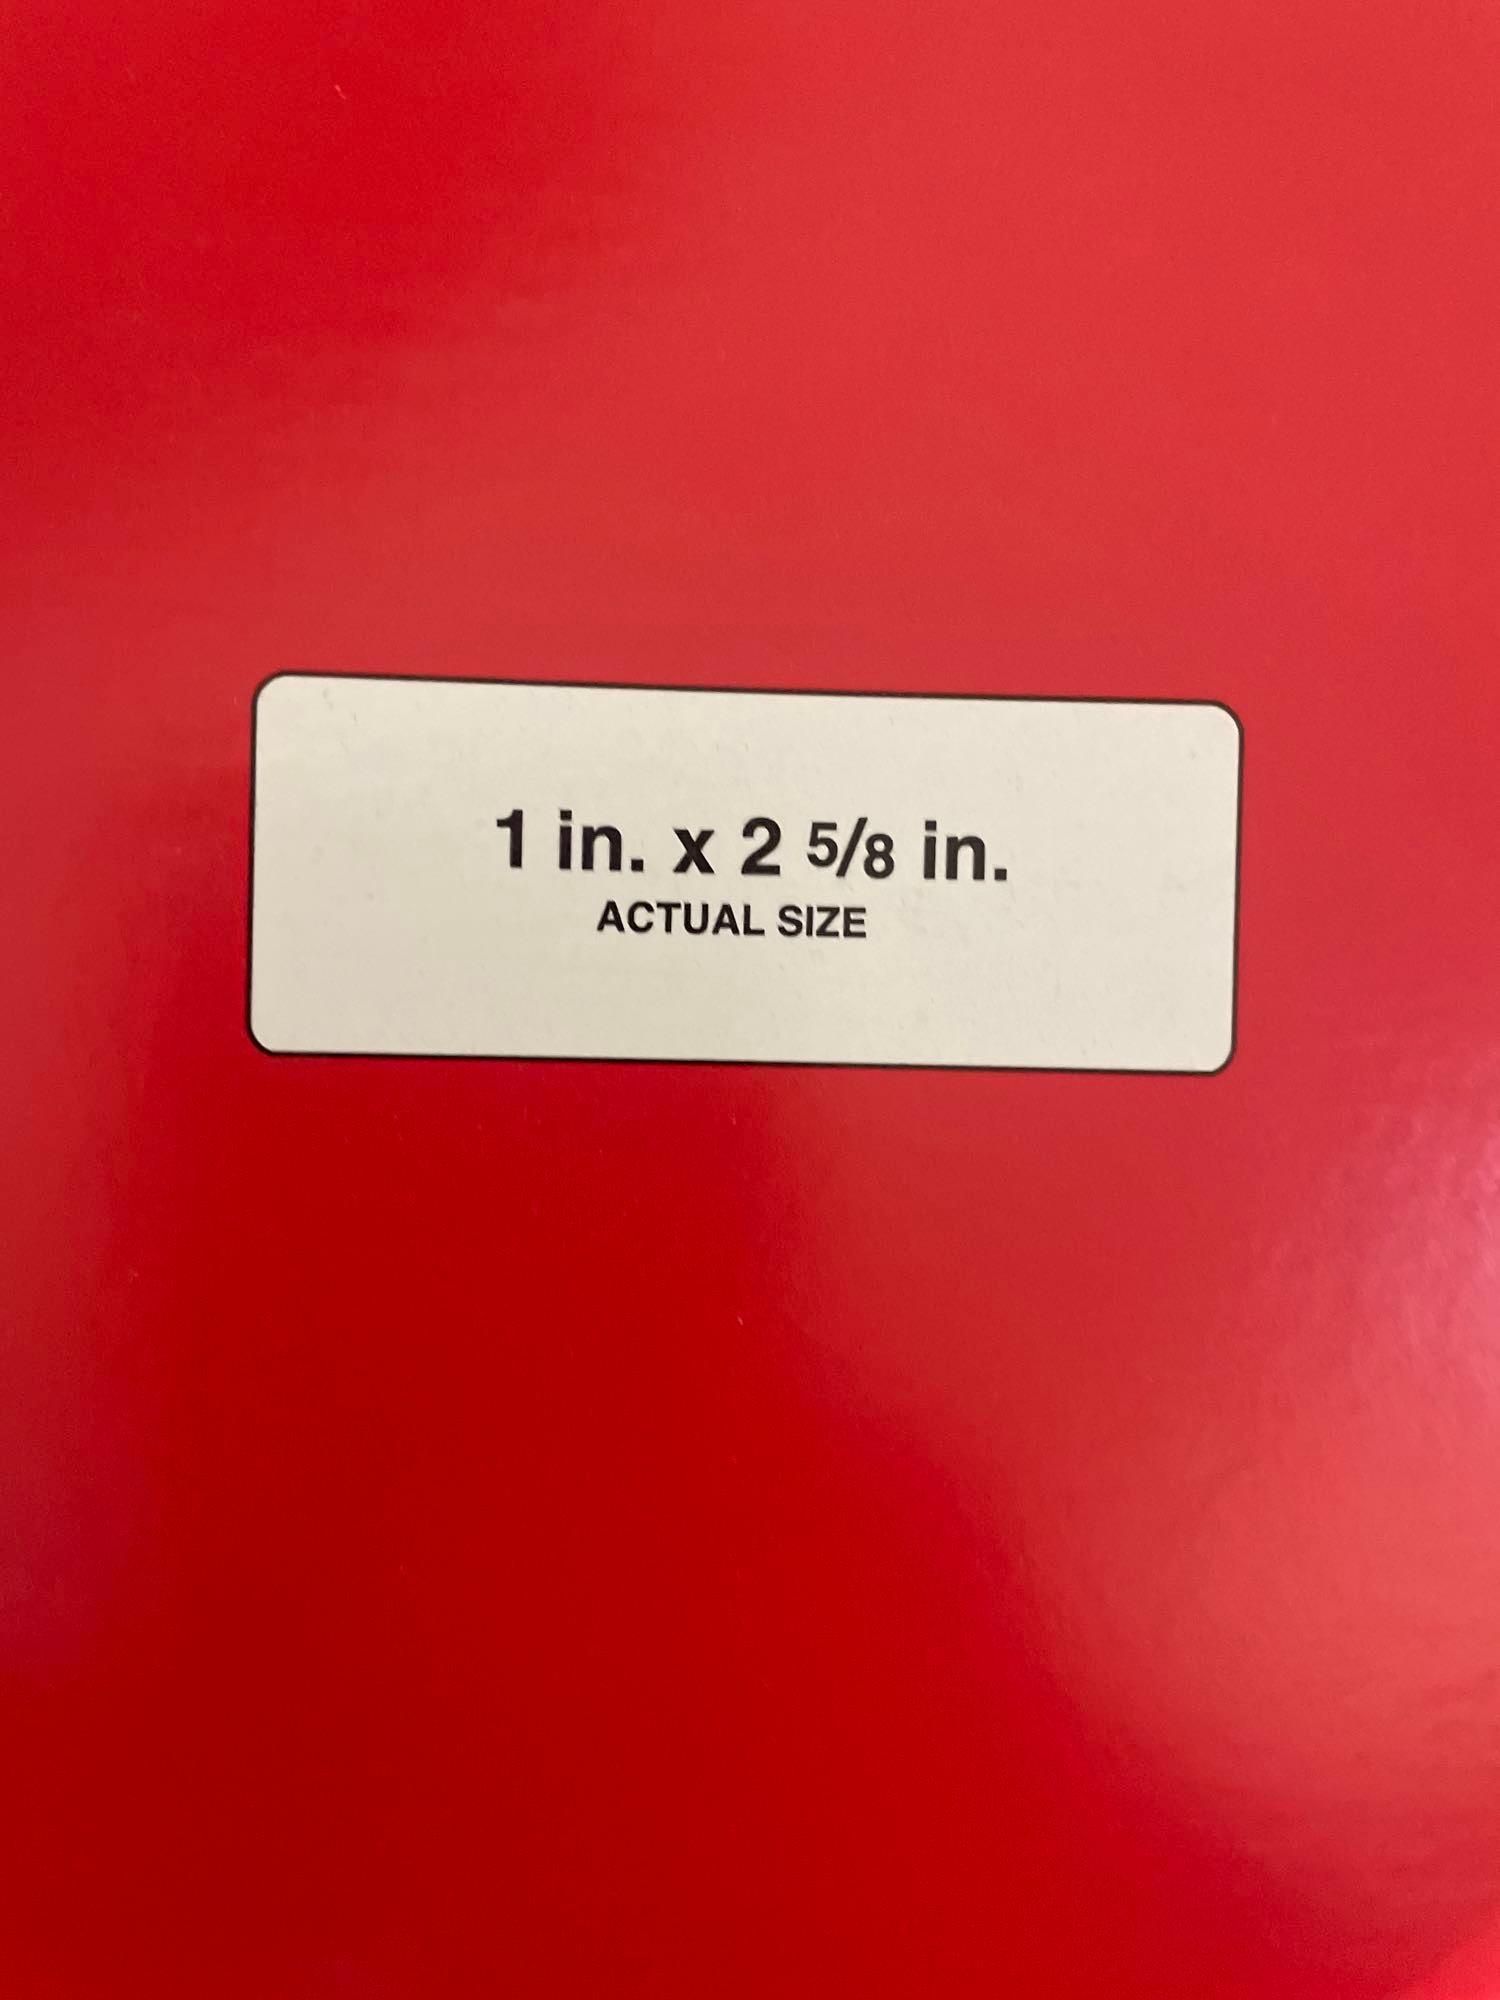 1 in. x 2 5/8 in.
ACTUAL SIZE